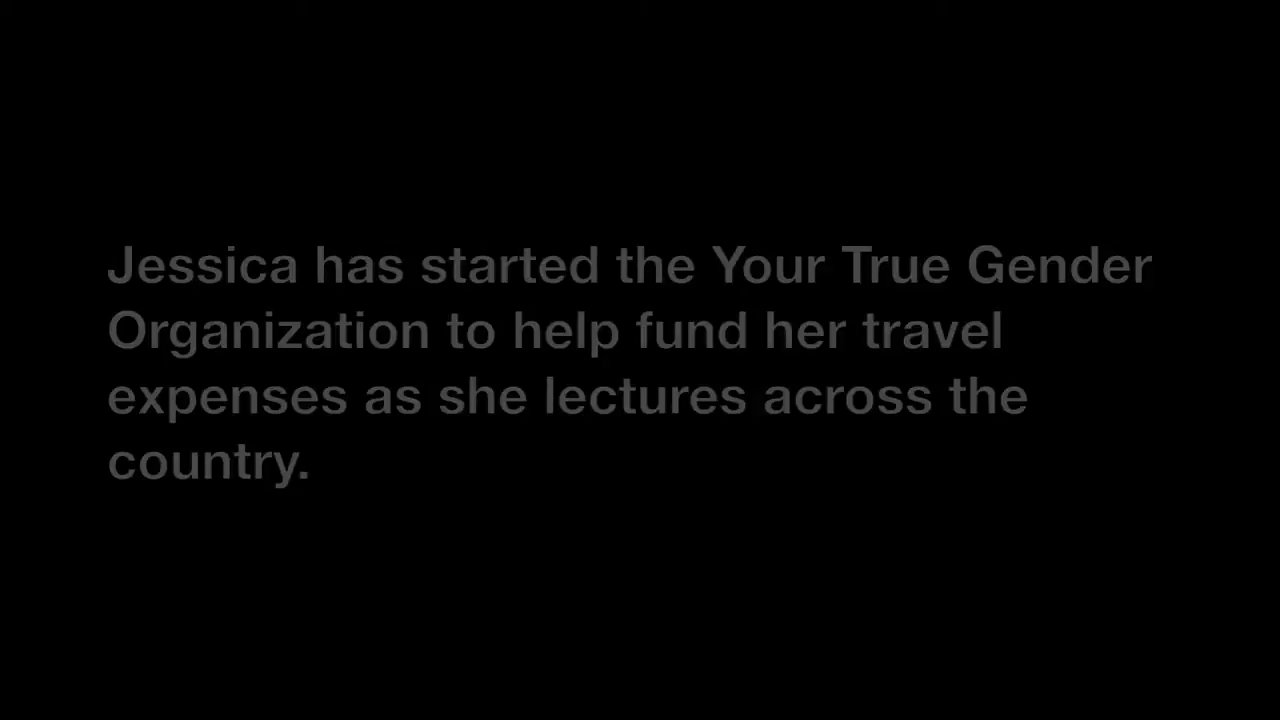 Jessica has started the Your True Gender
Organization to help fund her travel
expenses as she lectures across the
country.